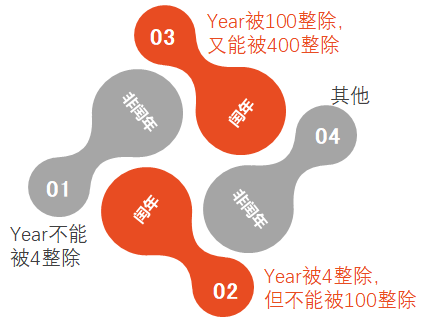 03
Year被100整除，
又能被400整除
非闰年
闰年
其他
04
01
Year不能
被4整除
闰年
非闰年
02
Year被4整除，
但不能被100整除